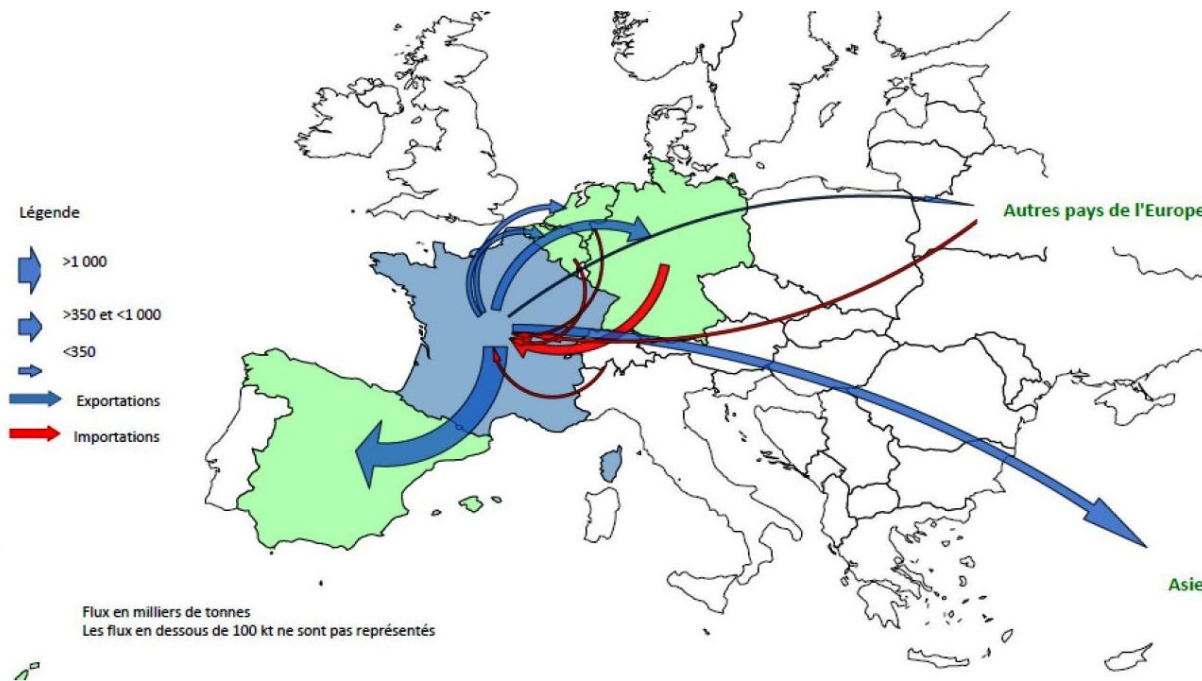 Légende
>1 000
>350 et <1 000
<350
Exportations
Importations
Autres pays de l'Europe
Asie
Flux en milliers de tonnes
Les flux en dessous de 100 kt ne sont pas représentés